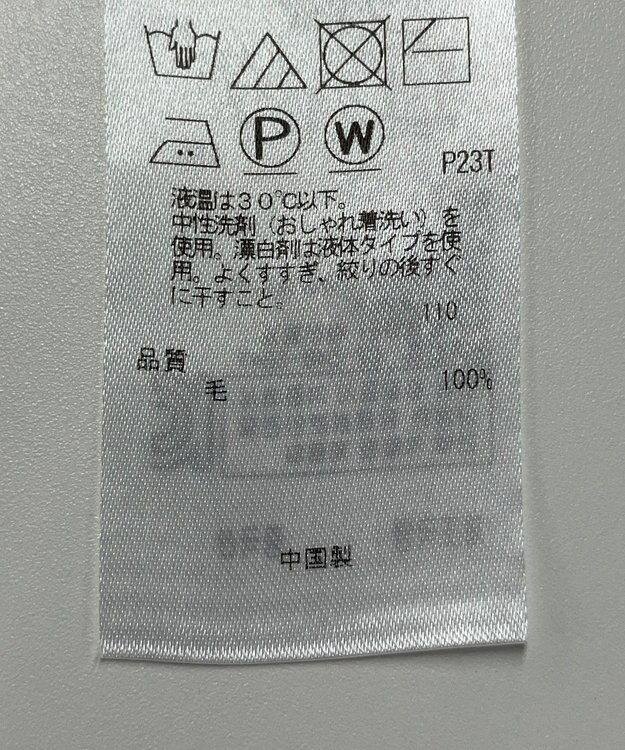 P W
P23T
液温は30℃以下。
中性洗剤（おしゃれ着洗い）を
使用。漂白剤は液体タイプを使
用。よくすすぎ、絞りの後すぐ
に干すこと。
110
品質
毛 100%
中国製